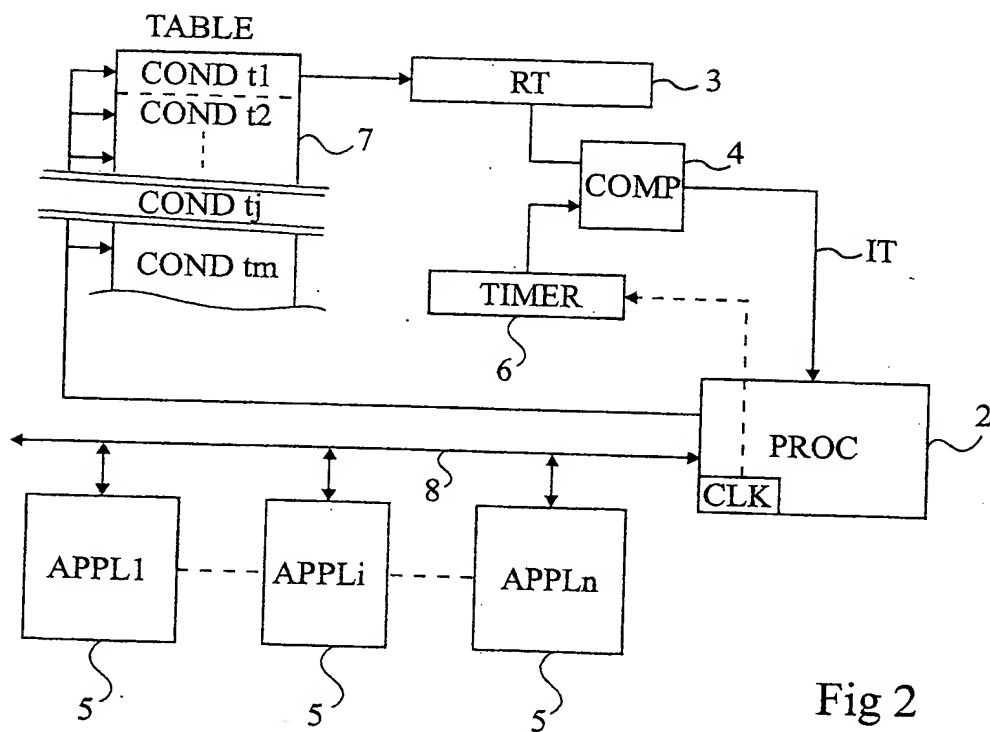 TABLE
COND t1
COND t2
COND tj
COND tm
7
RT
3
COMP
4
IT
TIMER
6
PROC
CLK
2
8
APPL1
APPLi
APPLn
5
5
5
Fig 2